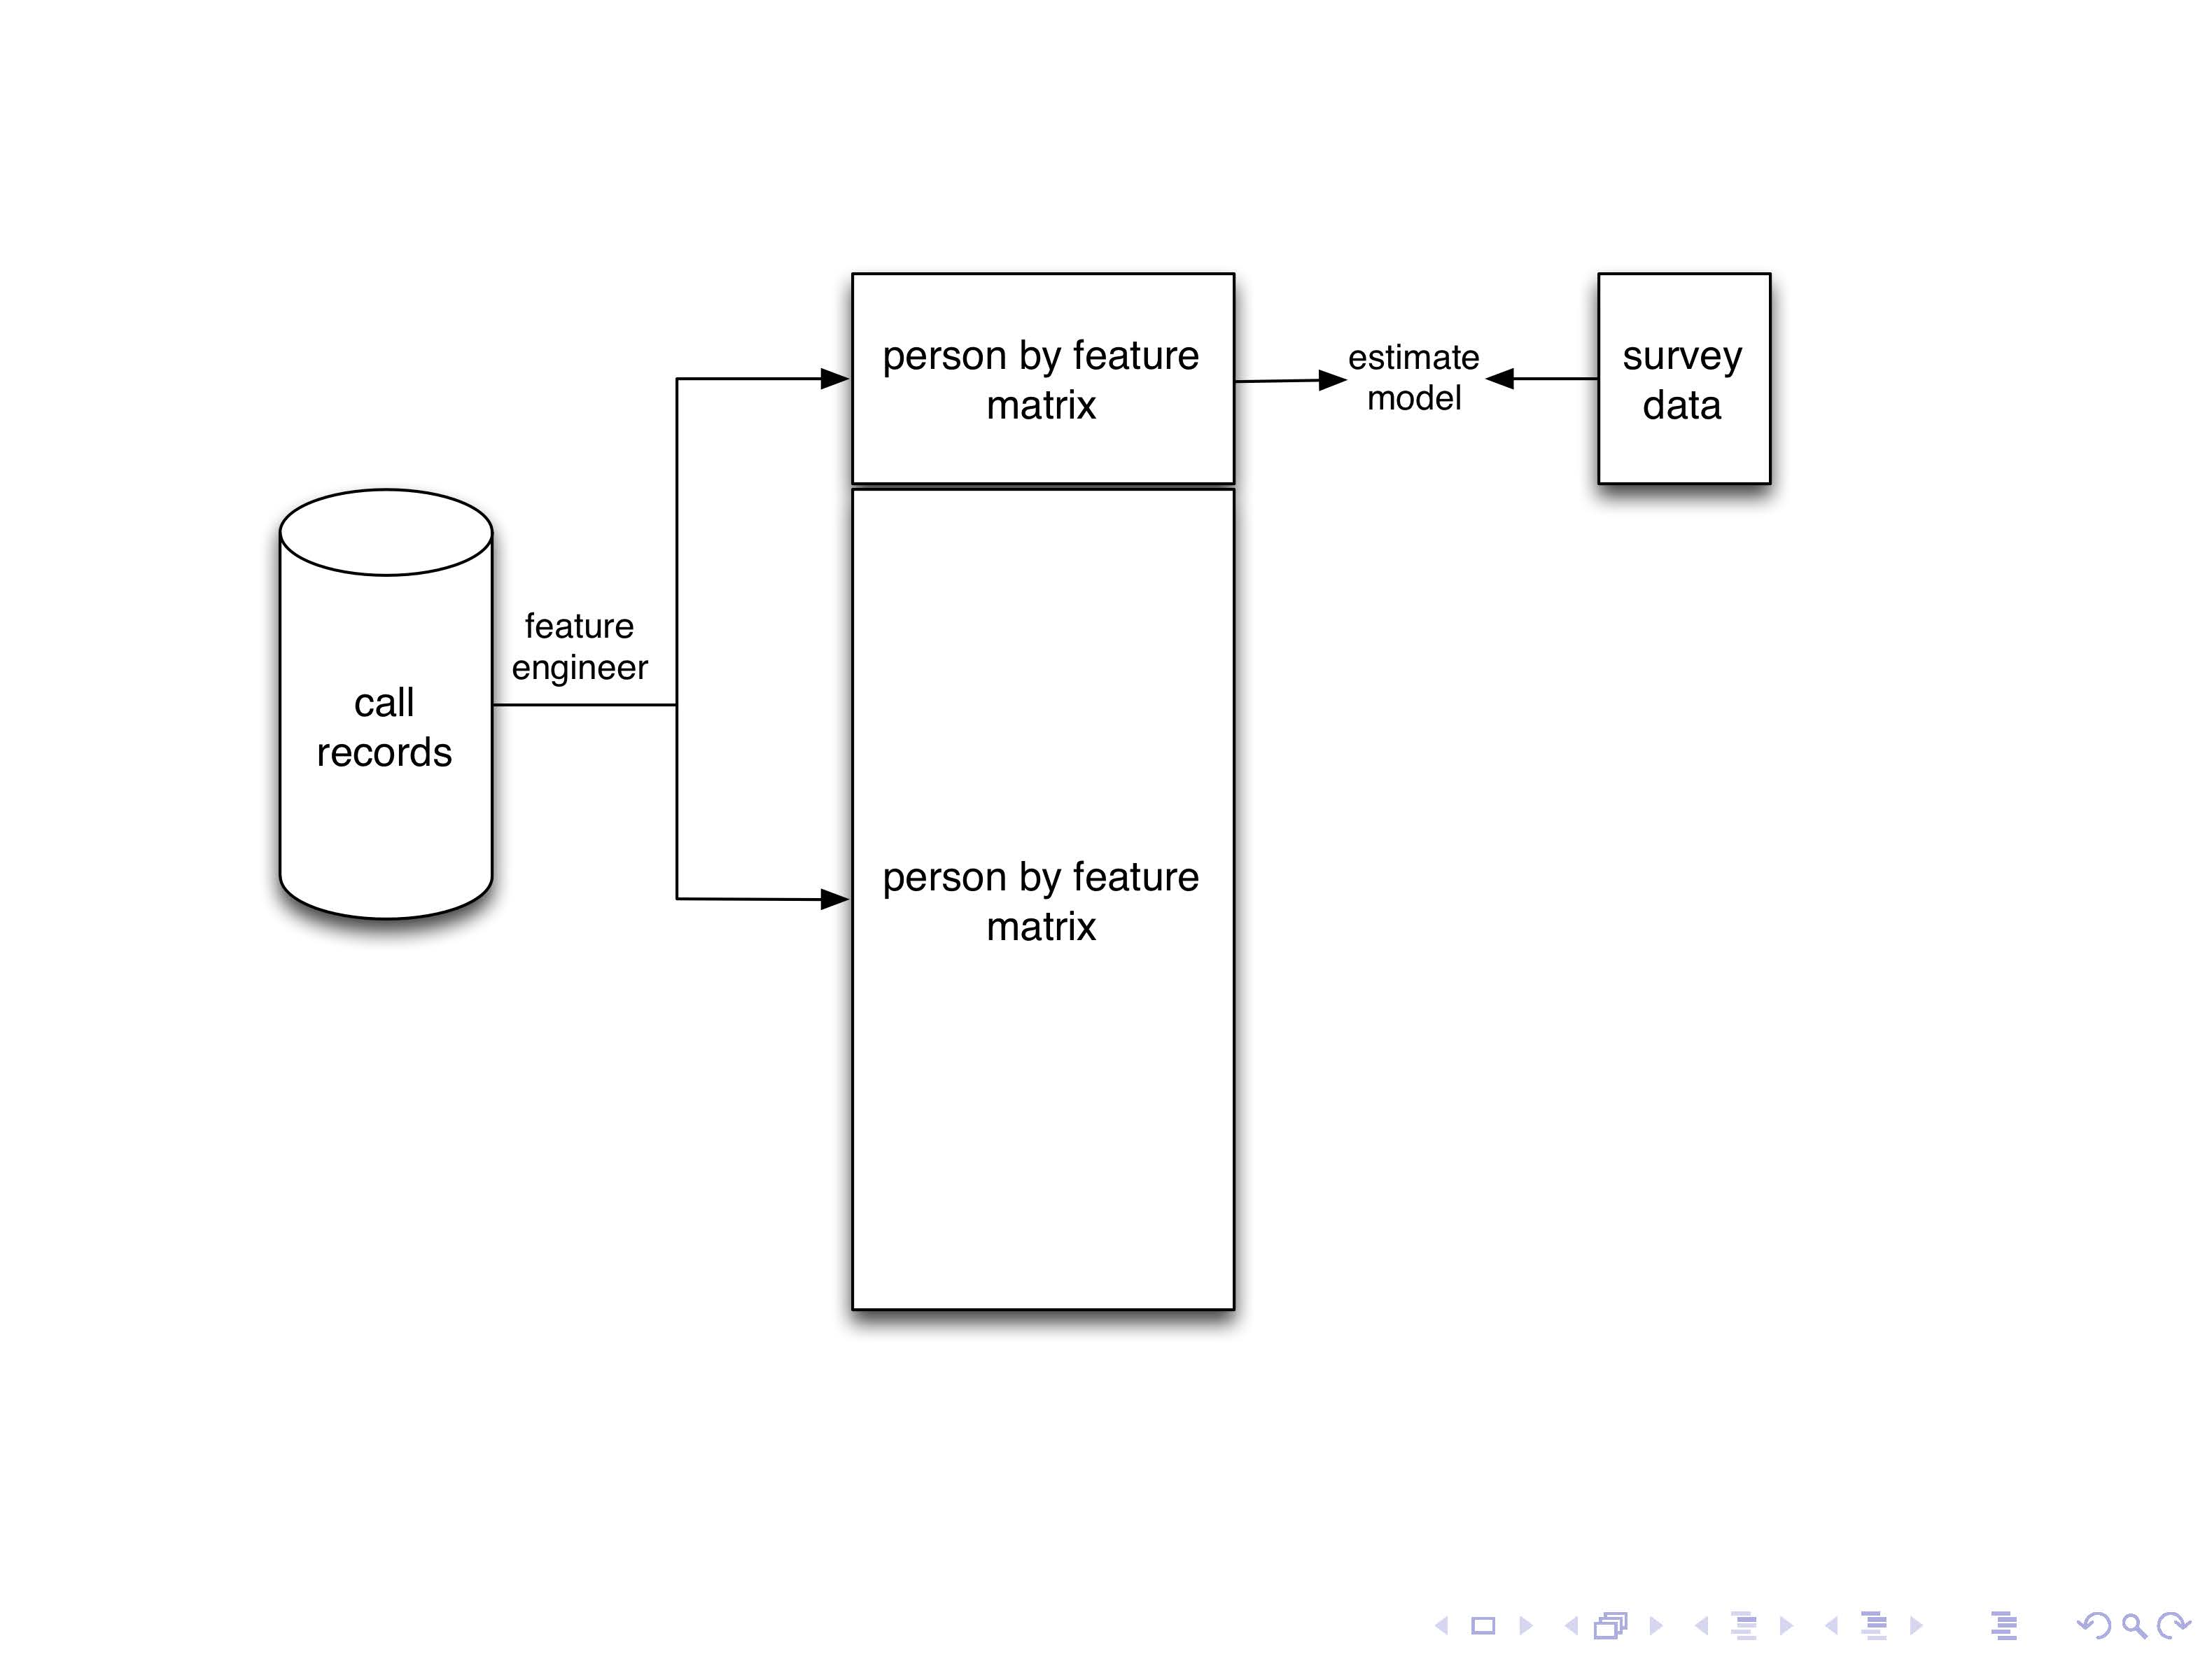 person by feature
matrix
estimate
model
survey
data
feature
engineer
call
records
person by feature
matrix